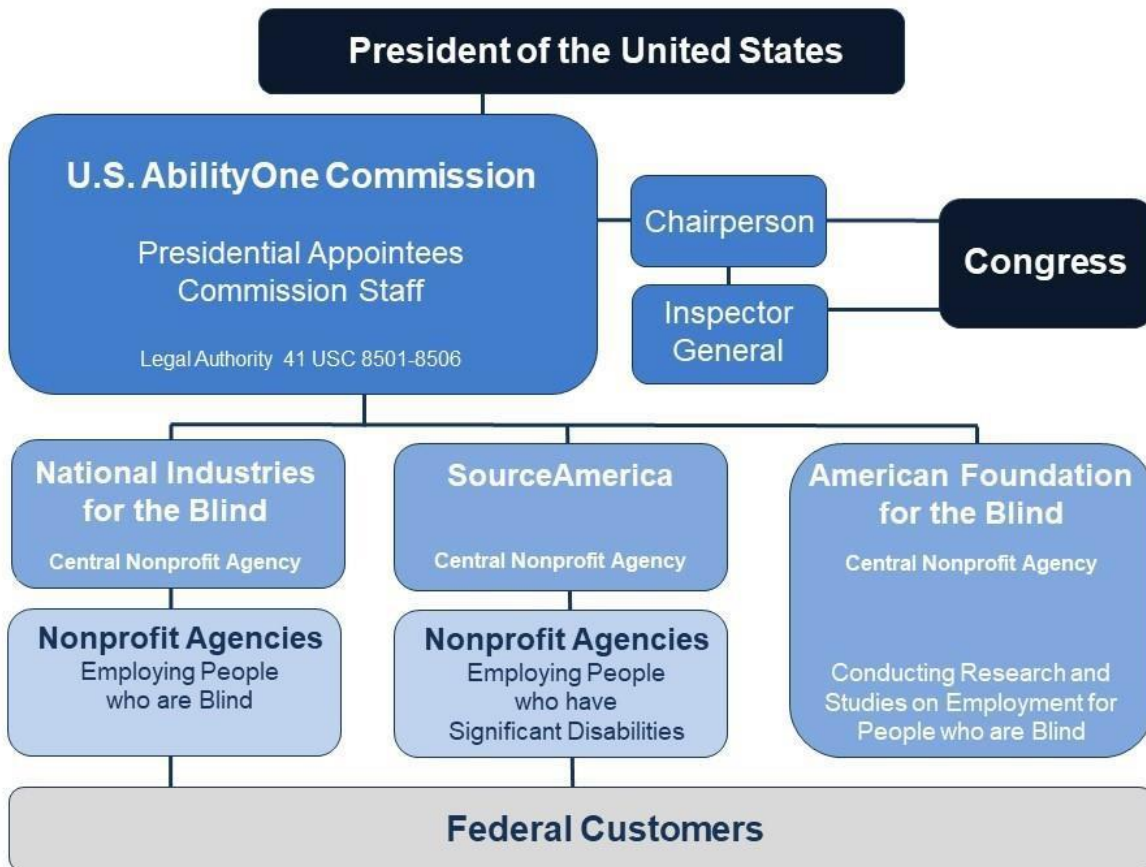 President of the United States
U.S. AbilityOne Commission
Presidential Appointees
Commission Staff
Legal Authority 41 USC 8501-8506
Chairperson
Inspector
General
Congress
National Industries
for the Blind
Central Nonprofit Agency
SourceAmerica
Central Nonprofit Agency
American Foundation
for the Blind
Central Nonprofit Agency
Conducting Research and
Studies on Employment for
People who are Blind
Nonprofit Agencies
Employing People
who are Blind
Nonprofit Agencies
Employing People
who have
Significant Disabilities
Federal Customers